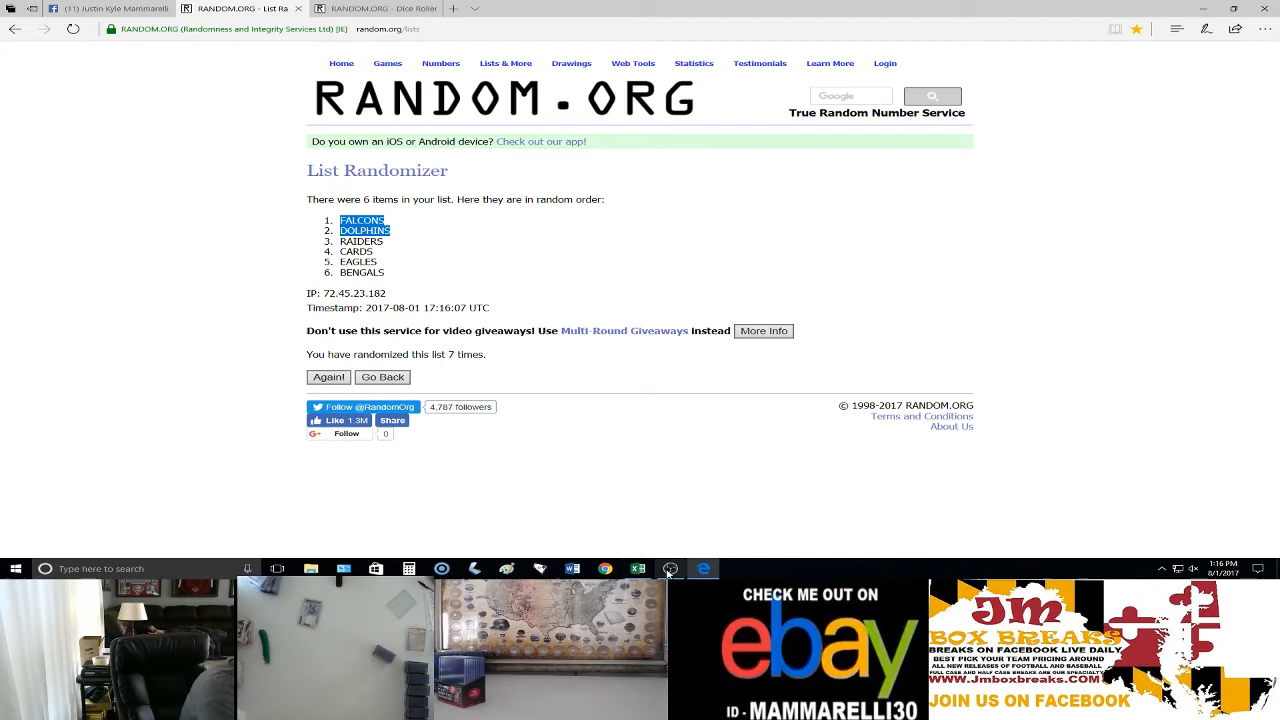 (11) Justin Kyle Mammarelli
RANDOM.ORG - List Ra
RANDOM.ORG - Dice Roller
RANDOM.ORG (Randomness and Integrity Services Ltd) [IE] random.org/lists
Home Games Numbers Lists & More Drawings Web Tools Statistics Testimonials Learn More Login
RANDOM.ORG
Google
True Random Number Service
Do you own an iOS or Android device? Check out our app!
List Randomizer
There were 6 items in your list. Here they are in random order:
1. FALCONS
2. DOLPHINS
3. RAIDERS
4. CARDS
5. EAGLES
6. BENGALS
IP: 72.45.23.182
Timestamp: 2017-08-01 17:16:07 UTC
Don't use this service for video giveaways! Use Multi-Round Giveaways instead More Info
You have randomized this list 7 times.
Again! Go Back
Follow @RandomOrg 4,787 followers
Like 1.3M Share
G+ Follow 0
© 1998-2017 RANDOM.ORG
Terms and Conditions
About Us
Type here to search
1:16 PM
8/1/2017
CHECK ME OUT ON
ebay
ID - MAMMARELLI30
JM
BOX BREAKS
BREAKS ON FACEBOOK LIVE DAILY
BEST PICK YOUR TEAM PRICING AROUND
ALL NEW RELEASES OF FOOTBALL AND BASEBALL
FULL CASE AND HALF CASE BREAKS ARE OUR SPECIALTY
WWW.Jmboxbreaks.COM
JOIN US ON FACEBOOK